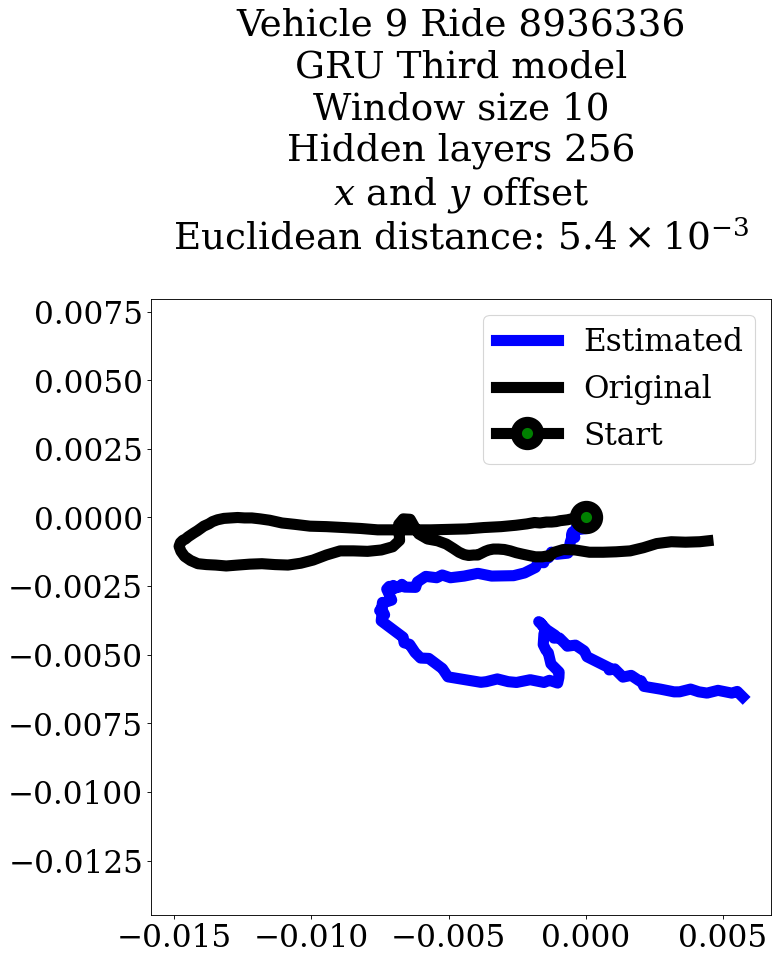 Vehicle 9 Ride 8936336
GRU Third model
Window size 10
Hidden layers 256
x and y offset
Euclidean distance: 5.4 × 10⁻³
Estimated
Original
Start
0.0075
0.0050
0.0025
0.0000
−0.0025
−0.0050
−0.0075
−0.0100
−0.0125
−0.015 −0.010 −0.005 0.000 0.005